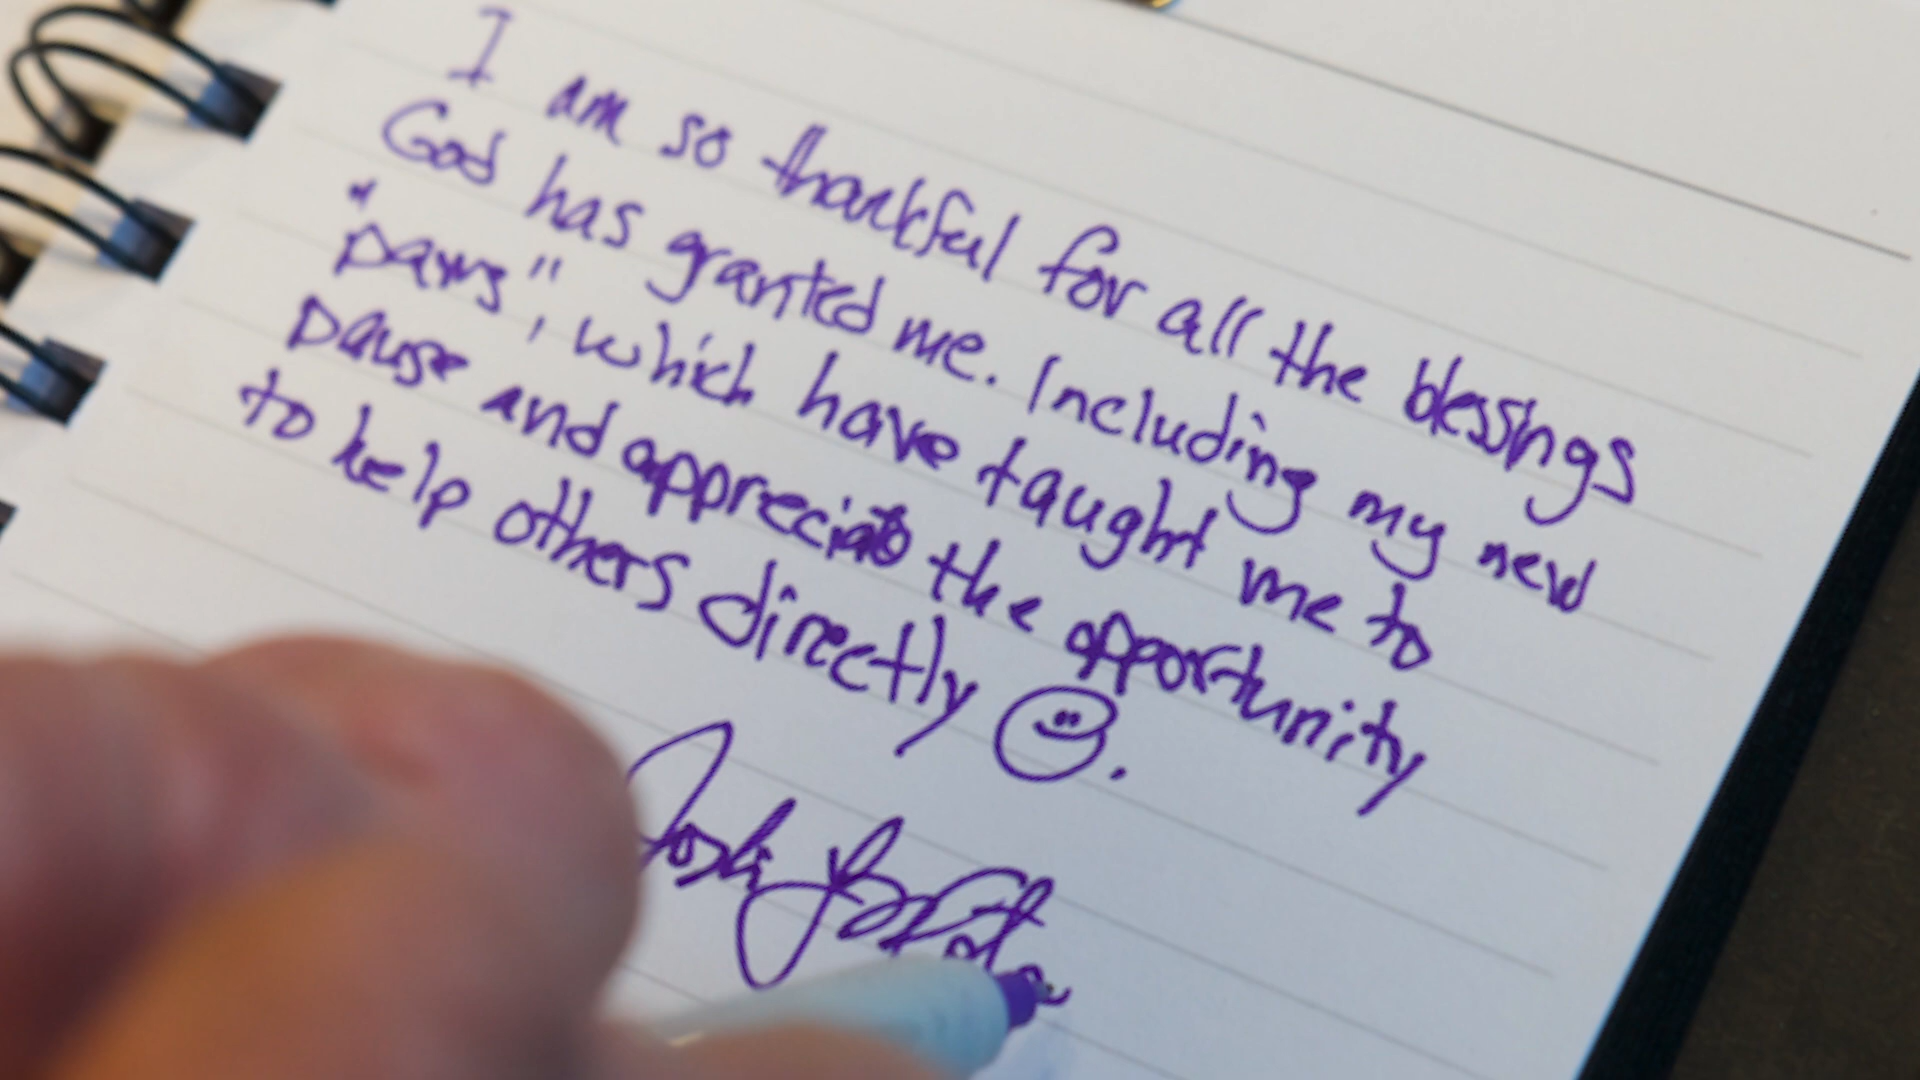 I am so thankful for all the blessings
God has granted me. Including my new
"Paws", which have taught me to
pause and appreciate the opportunity
to help others directly ☺.
Josh